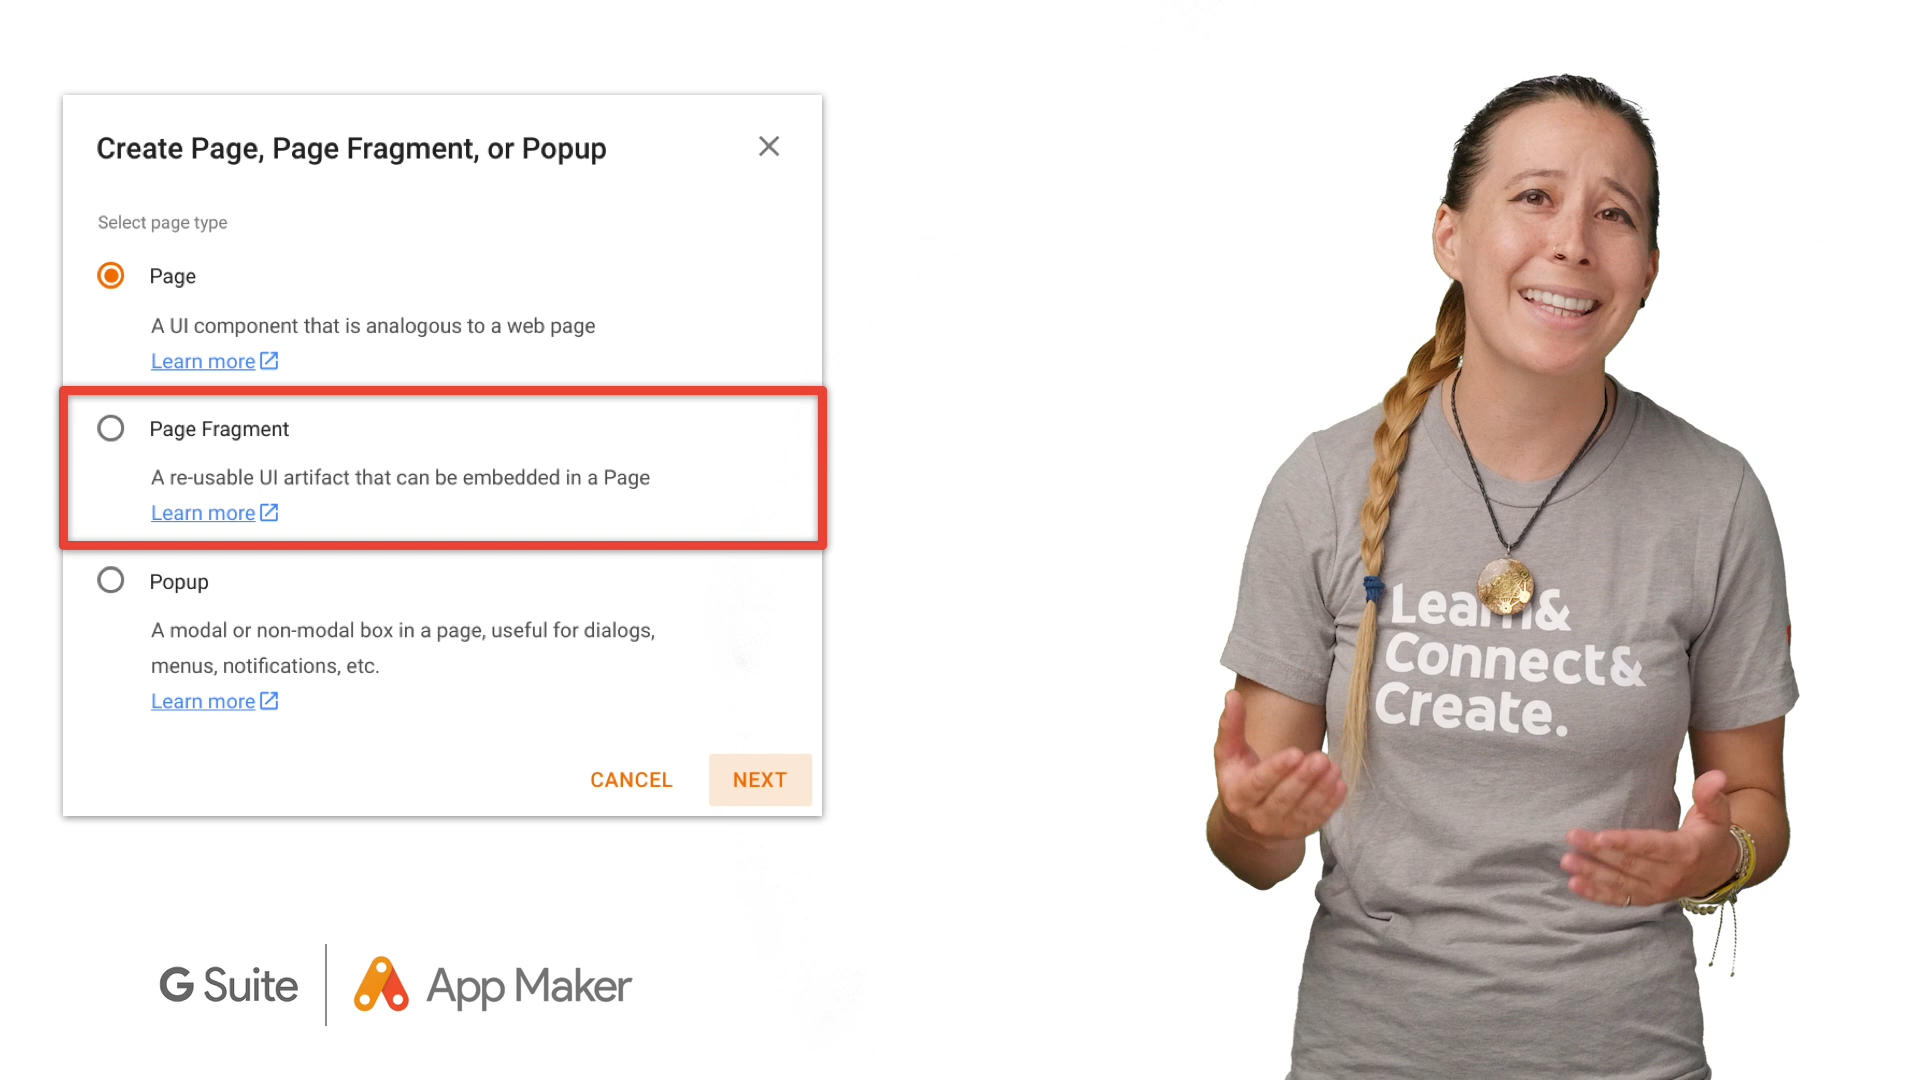 Create Page, Page Fragment, or Popup
Select page type
Page
A UI component that is analogous to a web page
Learn more
Page Fragment
A re-usable UI artifact that can be embedded in a Page
Learn more
Popup
A modal or non-modal box in a page, useful for dialogs,
menus, notifications, etc.
Learn more
CANCEL NEXT
G Suite App Maker
Learn&
Connect&
Create.